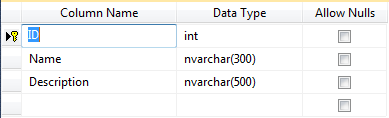 Column Name Data Type Allow Nulls
ID int
Name nvarchar(300)
Description nvarchar(500)